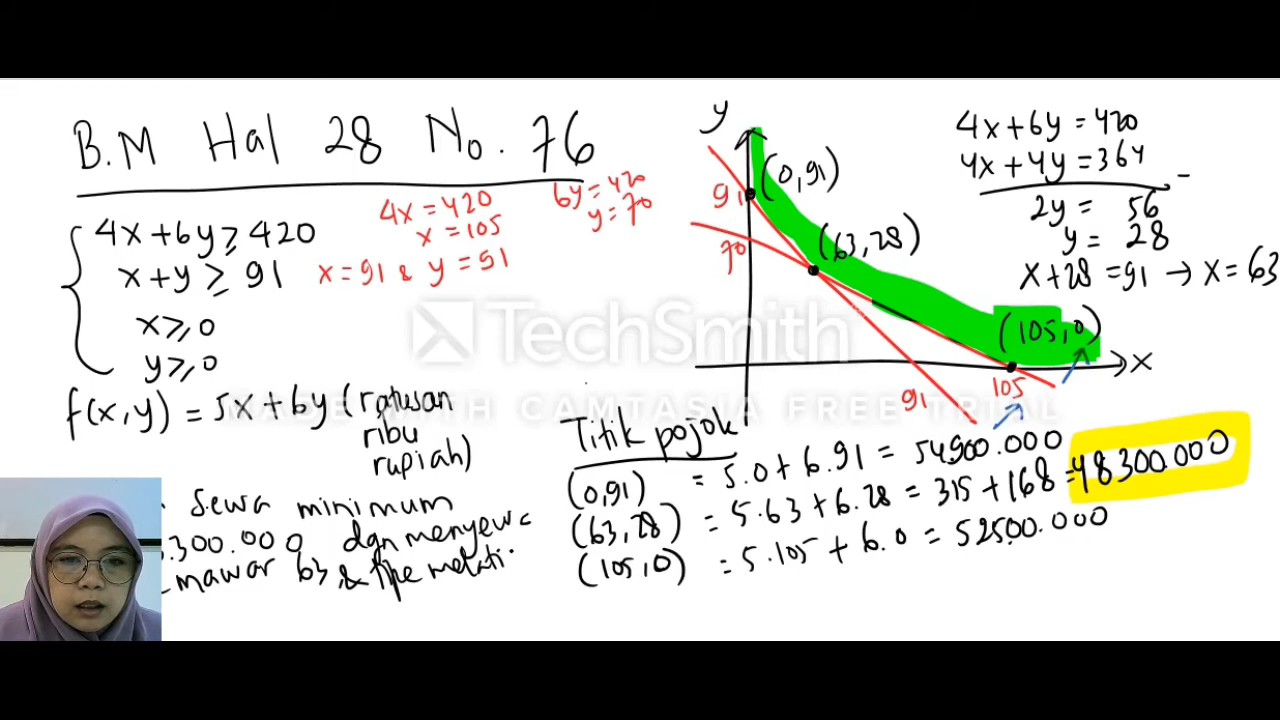 B.M Hal 28 No. 76
4x+6y ≥ 420
x+y ≥ 91
x ≥ 0
y ≥ 0
4x = 420
x = 105
6y = 420
y = 70
x = 91 & y = 91
f(x,y) = 5x + 6y (ratusan
ribu
rupiah)
sewa minimum
.300.000 dgn menyewa
mawar 63 & tipe melati
y
(0,91)
91
70
(63,28)
(105,0)
x
105
91
4x+6y = 420
4x+4y = 364
2y = 56
y = 28
x+28 = 91 → x = 63
TechSmith
MADE WITH CAMTASIA FREE TRIAL
Titik pojok
(0,91) = 5.0 + 6.91 = 54900.000
(63,28) = 5.63 + 6.28 = 315 + 168 = 48300.000
(105,0) = 5.105 + 6.0 = 52500.000